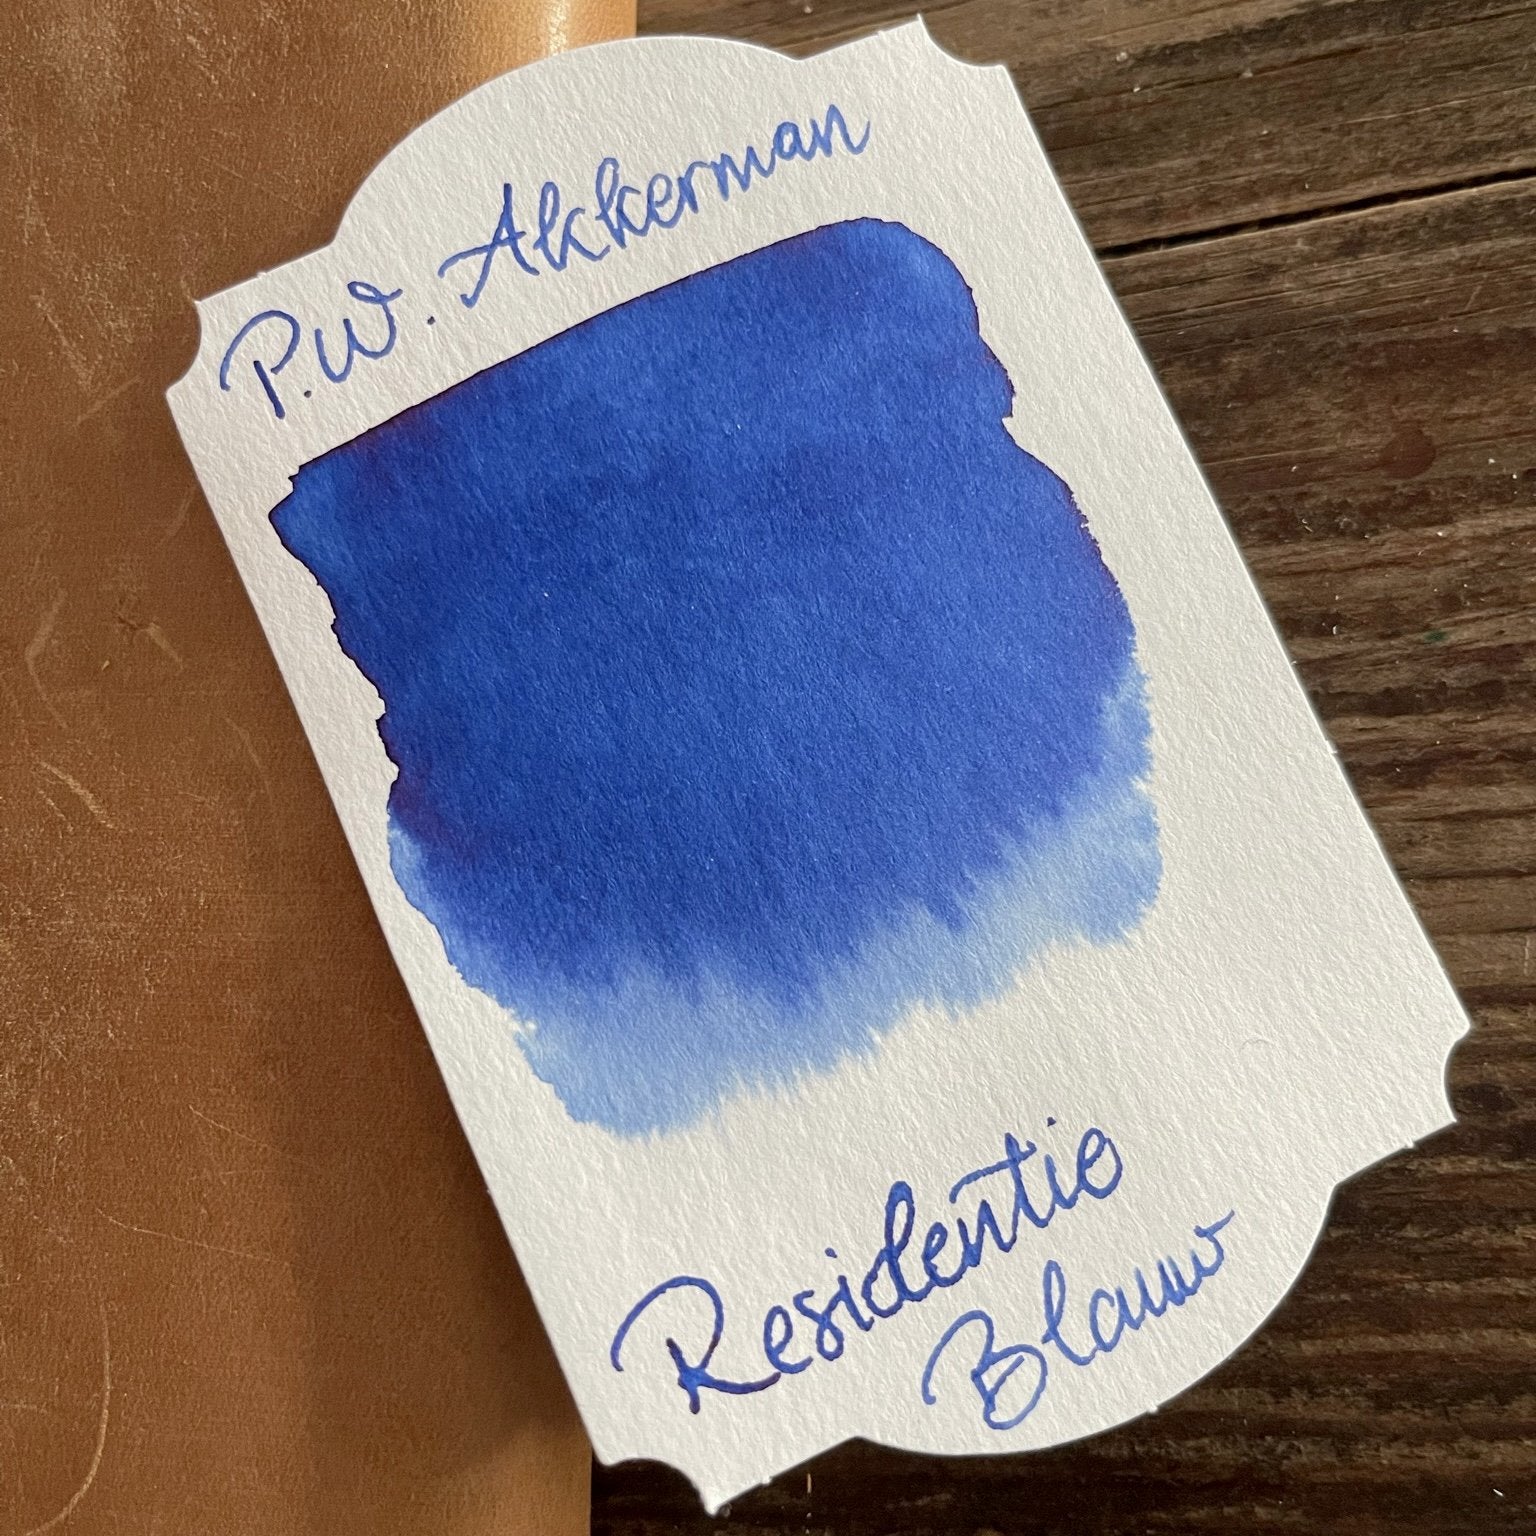 P.W. Akkerman
Residentie
Blauw